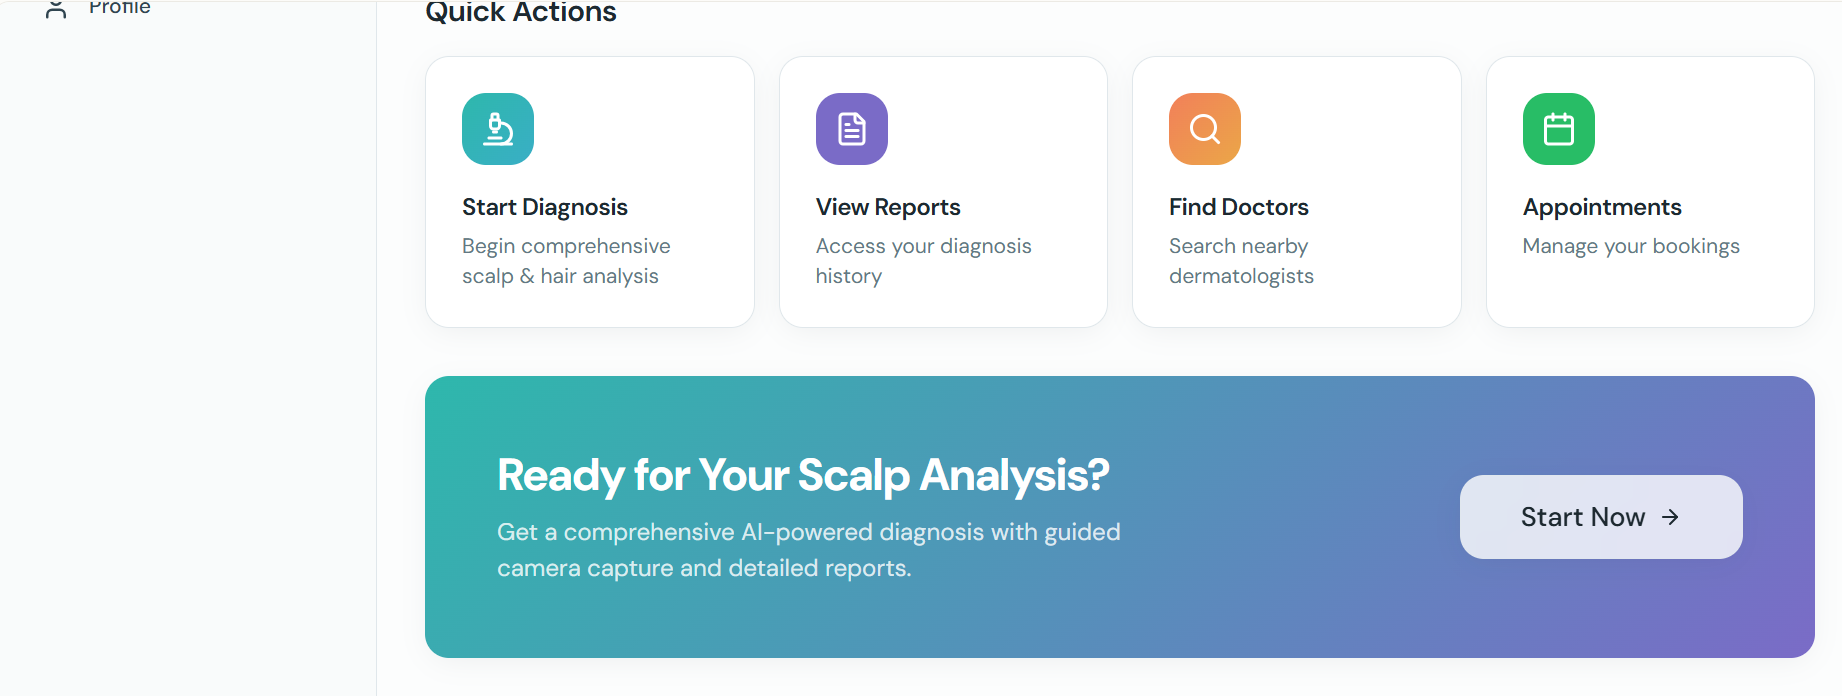 Profile
Quick Actions
Start Diagnosis
Begin comprehensive
scalp & hair analysis
View Reports
Access your diagnosis
history
Find Doctors
Search nearby
dermatologists
Appointments
Manage your bookings
Ready for Your Scalp Analysis?
Get a comprehensive AI-powered diagnosis with guided
camera capture and detailed reports.
Start Now →